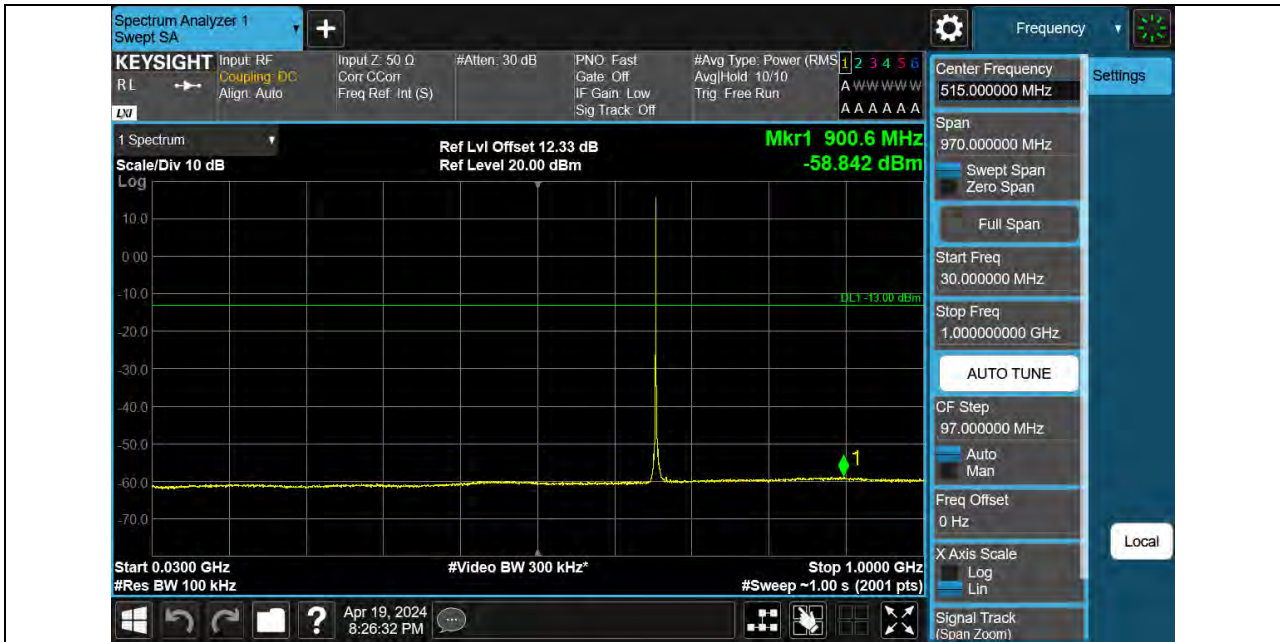 Spectrum Analyzer 1
Swept SA
Frequency
KEYSIGHT
RL
LXI
Input: RF
Coupling: DC
Align: Auto
Input Z: 50 Ω
Corr CCorr
Freq Ref: Int (S)
#Atten: 30 dB
PNO: Fast
Gate: Off
IF Gain: Low
Sig Track: Off
#Avg Type: Power (RMS
Avg|Hold: 10/10
Trig: Free Run
1 2 3 4 5 6
A W W W W W
A A A A A A
1 Spectrum
Scale/Div 10 dB
Ref Lvl Offset 12.33 dB
Ref Level 20.00 dBm
Mkr1 900.6 MHz
-58.842 dBm
Log
10.0
0.00
-10.0
DL1 -13.00 dBm
-20.0
-30.0
-40.0
-50.0
1
-60.0
-70.0
Start 0.0300 GHz
#Video BW 300 kHz*
Stop 1.0000 GHz
#Res BW 100 kHz
#Sweep ~1.00 s (2001 pts)
?
Apr 19, 2024
8:26:32 PM
Center Frequency
515.000000 MHz
Span
970.000000 MHz
Swept Span
Zero Span
Full Span
Start Freq
30.000000 MHz
Stop Freq
1.000000000 GHz
AUTO TUNE
CF Step
97.000000 MHz
Auto
Man
Freq Offset
0 Hz
X Axis Scale
Log
Lin
Signal Track
(Span Zoom)
Settings
Local